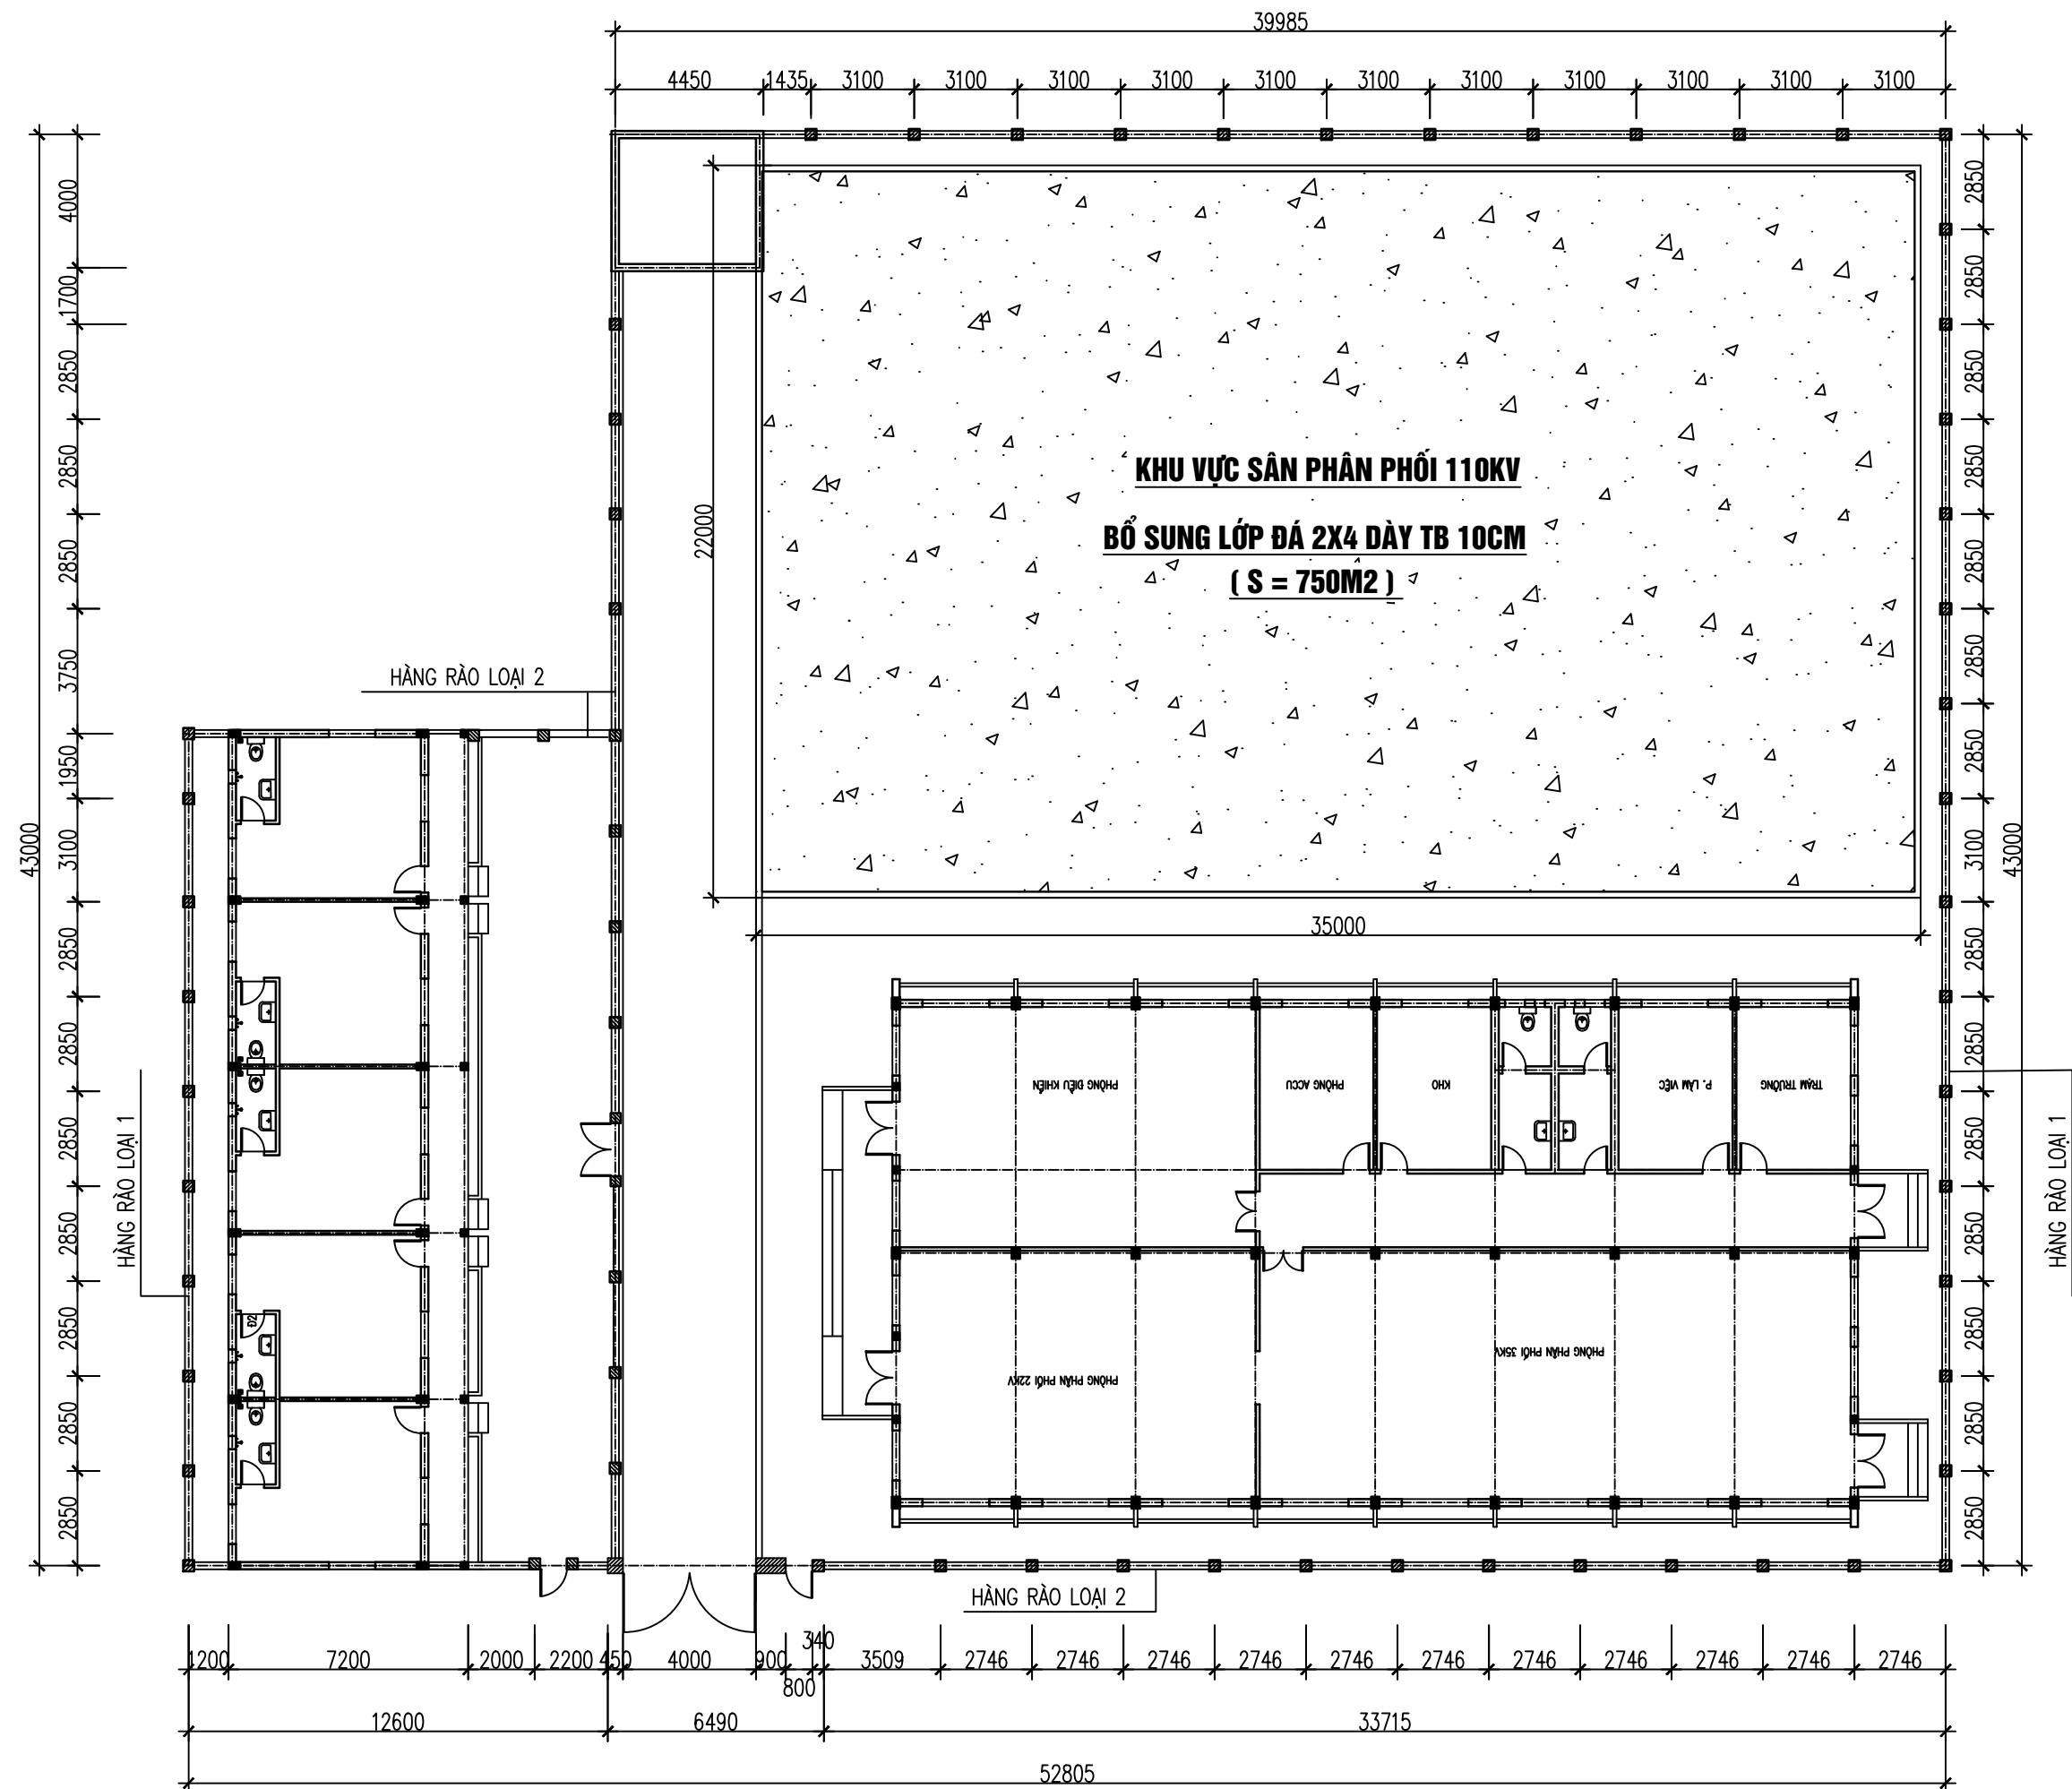 39985
4450 1435 3100 3100 3100 3100 3100 3100 3100 3100 3100 3100 3100
43000
4000
1700
2850
2850
2850
3750
1950
3100
2850
2850
2850
2850
2850
2850
2850
22000
KHU VỰC SÂN PHÂN PHỐI 110KV
BỔ SUNG LỚP ĐÁ 2X4 DÀY TB 10CM
( S = 750M2 )
2850
2850
2850
2850
2850
2850
2850
3100
2850
2850
2850
2850
2850
2850
2850
43000
HÀNG RÀO LOẠI 2
35000
HÀNG RÀO LOẠI 1
Đ2
PHÒNG ĐIỀU KHIỂN
PHÒNG ACCU
KHO
P. LÀM VIỆC
TRẠM TRƯỞNG
PHÒNG PHÂN PHỐI 22KV
PHÒNG PHÂN PHỐI 35KV
HÀNG RÀO LOẠI 1
HÀNG RÀO LOẠI 2
340
1200 7200 2000 2200 450 4000 900 3509 2746 2746 2746 2746 2746 2746 2746 2746 2746 2746 2746
800
12600 6490 33715
52805